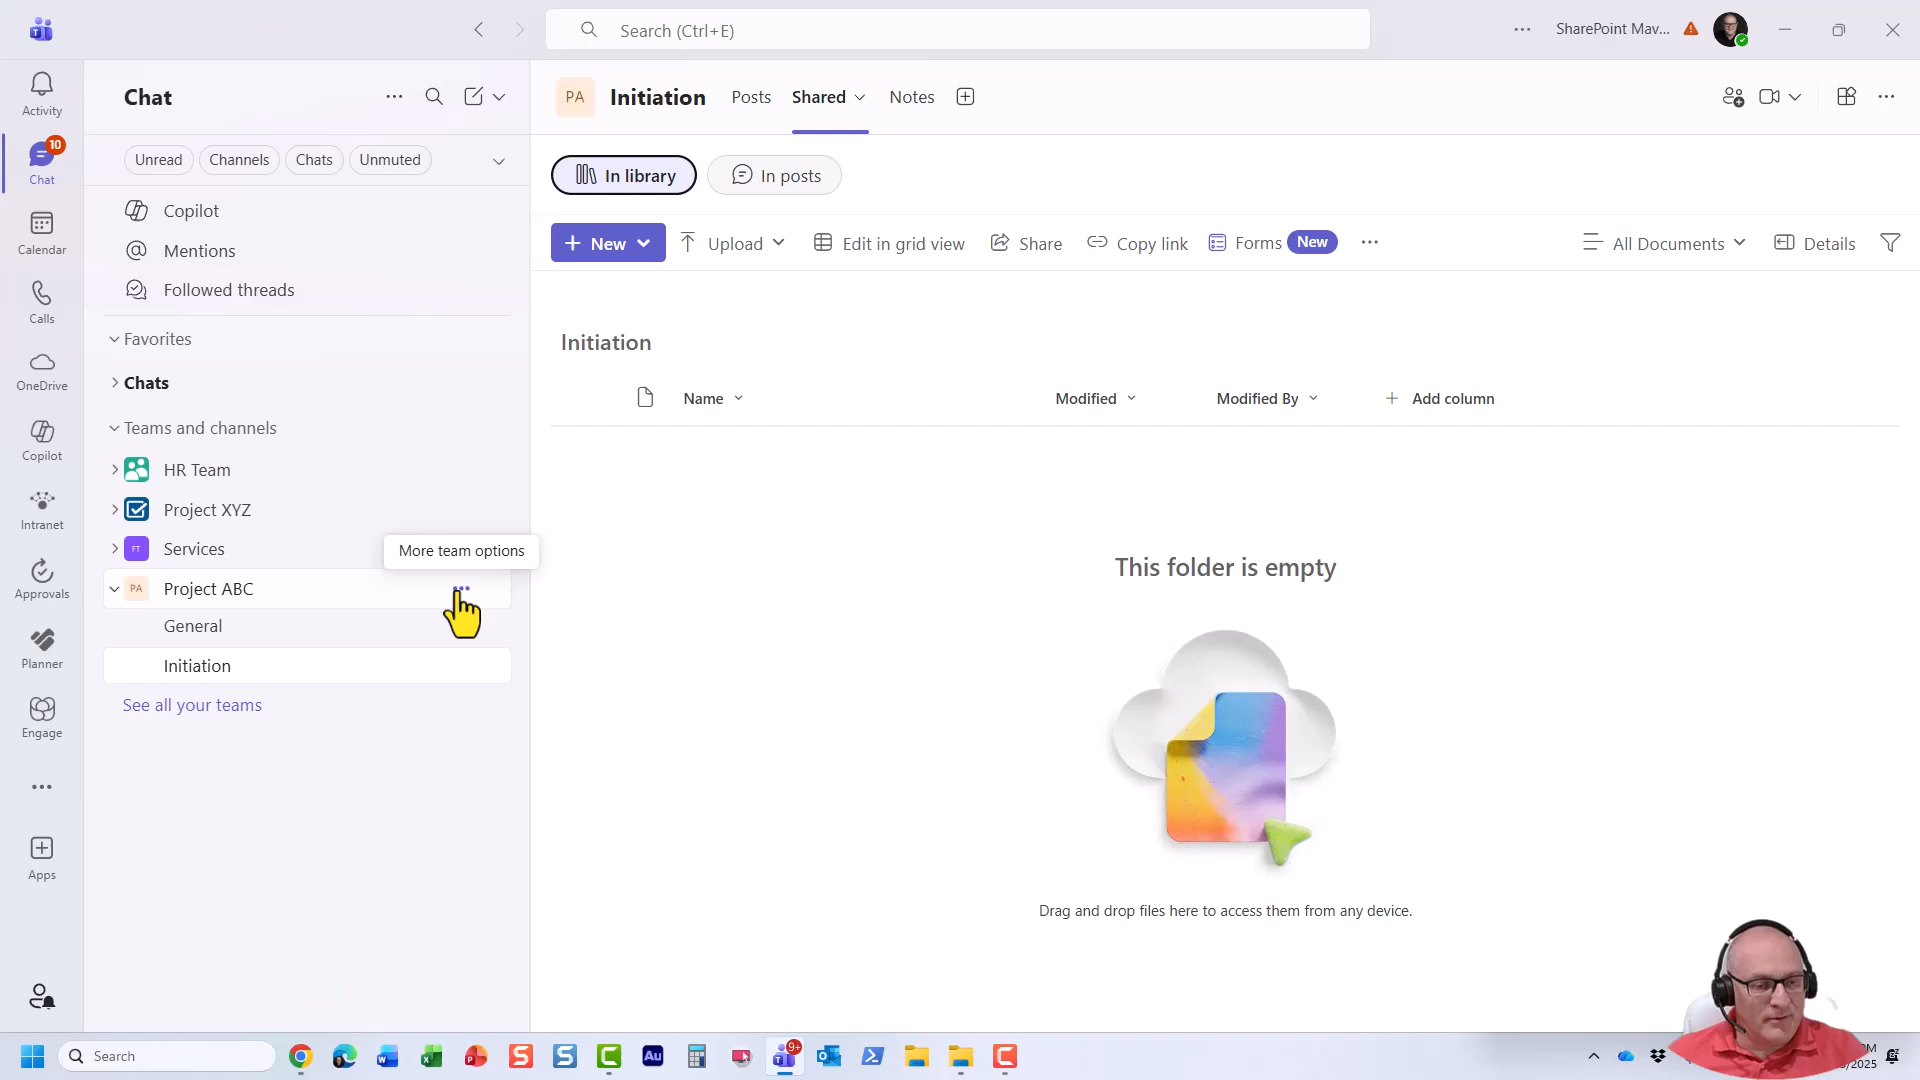 Search (Ctrl+E)
SharePoint Mav...
Activity
10
Chat
Calendar
Calls
OneDrive
Copilot
Intranet
Approvals
Planner
Engage
Apps
Chat
Unread
Channels
Chats
Unmuted
Copilot
Mentions
Followed threads
Favorites
Chats
Teams and channels
HR Team
Project XYZ
FT
Services
More team options
PA
Project ABC
General
Initiation
See all your teams
PA
Initiation
Posts
Shared
Notes
In library
In posts
New
Upload
Edit in grid view
Share
Copy link
Forms
New
All Documents
Details
Initiation
Name
Modified
Modified By
Add column
This folder is empty
Drag and drop files here to access them from any device.
Search
Au
9+